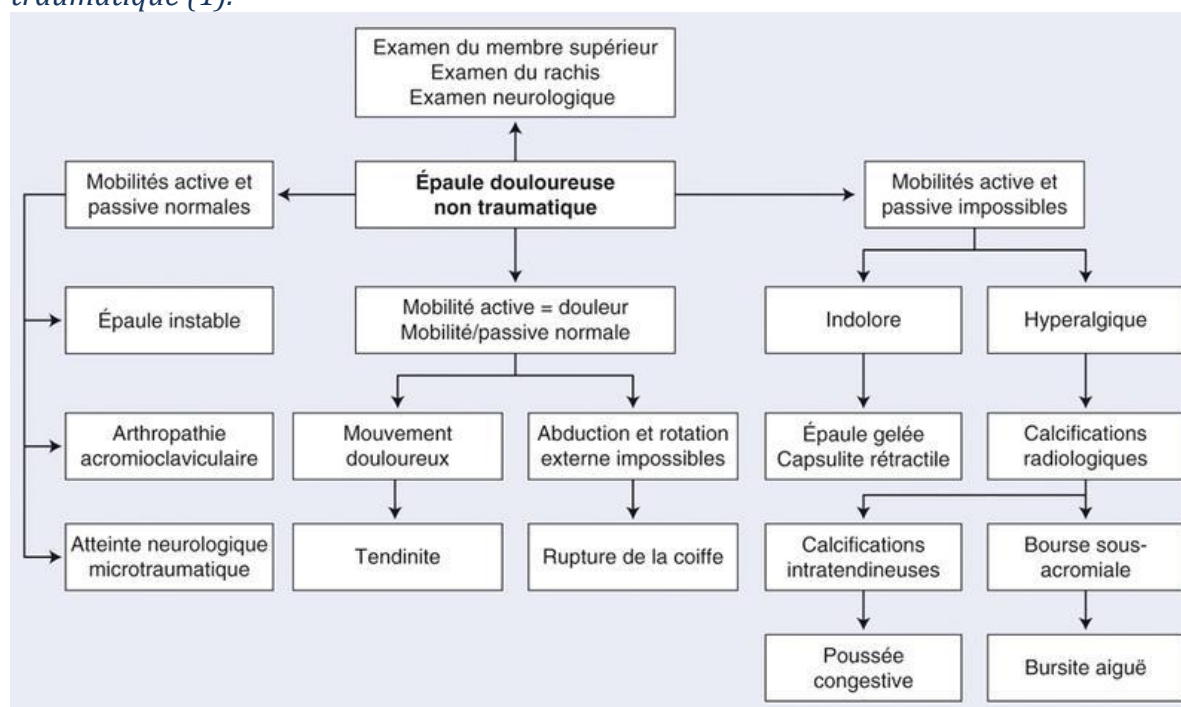 traumatique (1).
Examen du membre supérieur
Examen du rachis
Examen neurologique
Mobilités active et
passive normales
Épaule douloureuse
non traumatique
Mobilités active et
passive impossibles
Épaule instable
Mobilité active = douleur
Mobilité/passive normale
Indolore
Hyperalgique
Arthropathie
acromioclaviculaire
Mouvement
douloureux
Abduction et rotation
externe impossibles
Épaule gelée
Capsulite rétractile
Calcifications
radiologiques
Atteinte neurologique
microtraumatique
Tendinite
Rupture de la coiffe
Calcifications
intratendineuses
Bourse sous-
acromiale
Poussée
congestive
Bursite aiguë